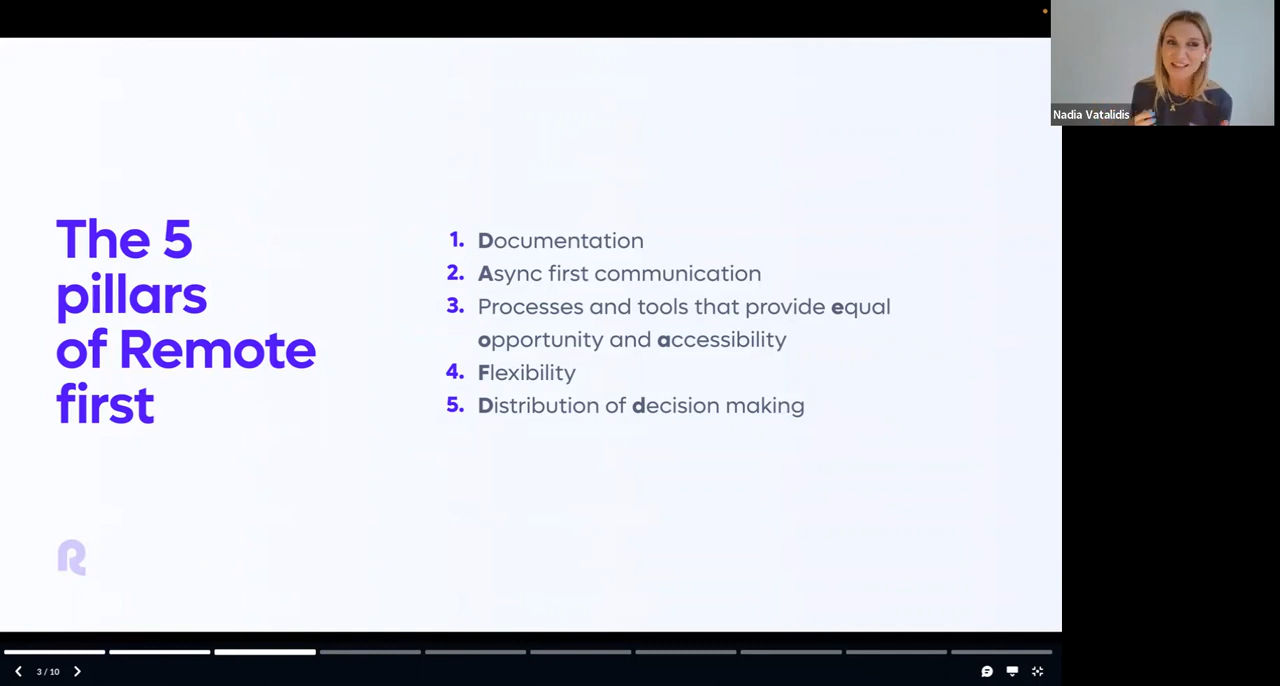 Nadia Vatalidis
The 5
pillars
of Remote
first
1. Documentation
2. Async first communication
3. Processes and tools that provide equal
opportunity and accessibility
4. Flexibility
5. Distribution of decision making
R
3 / 10